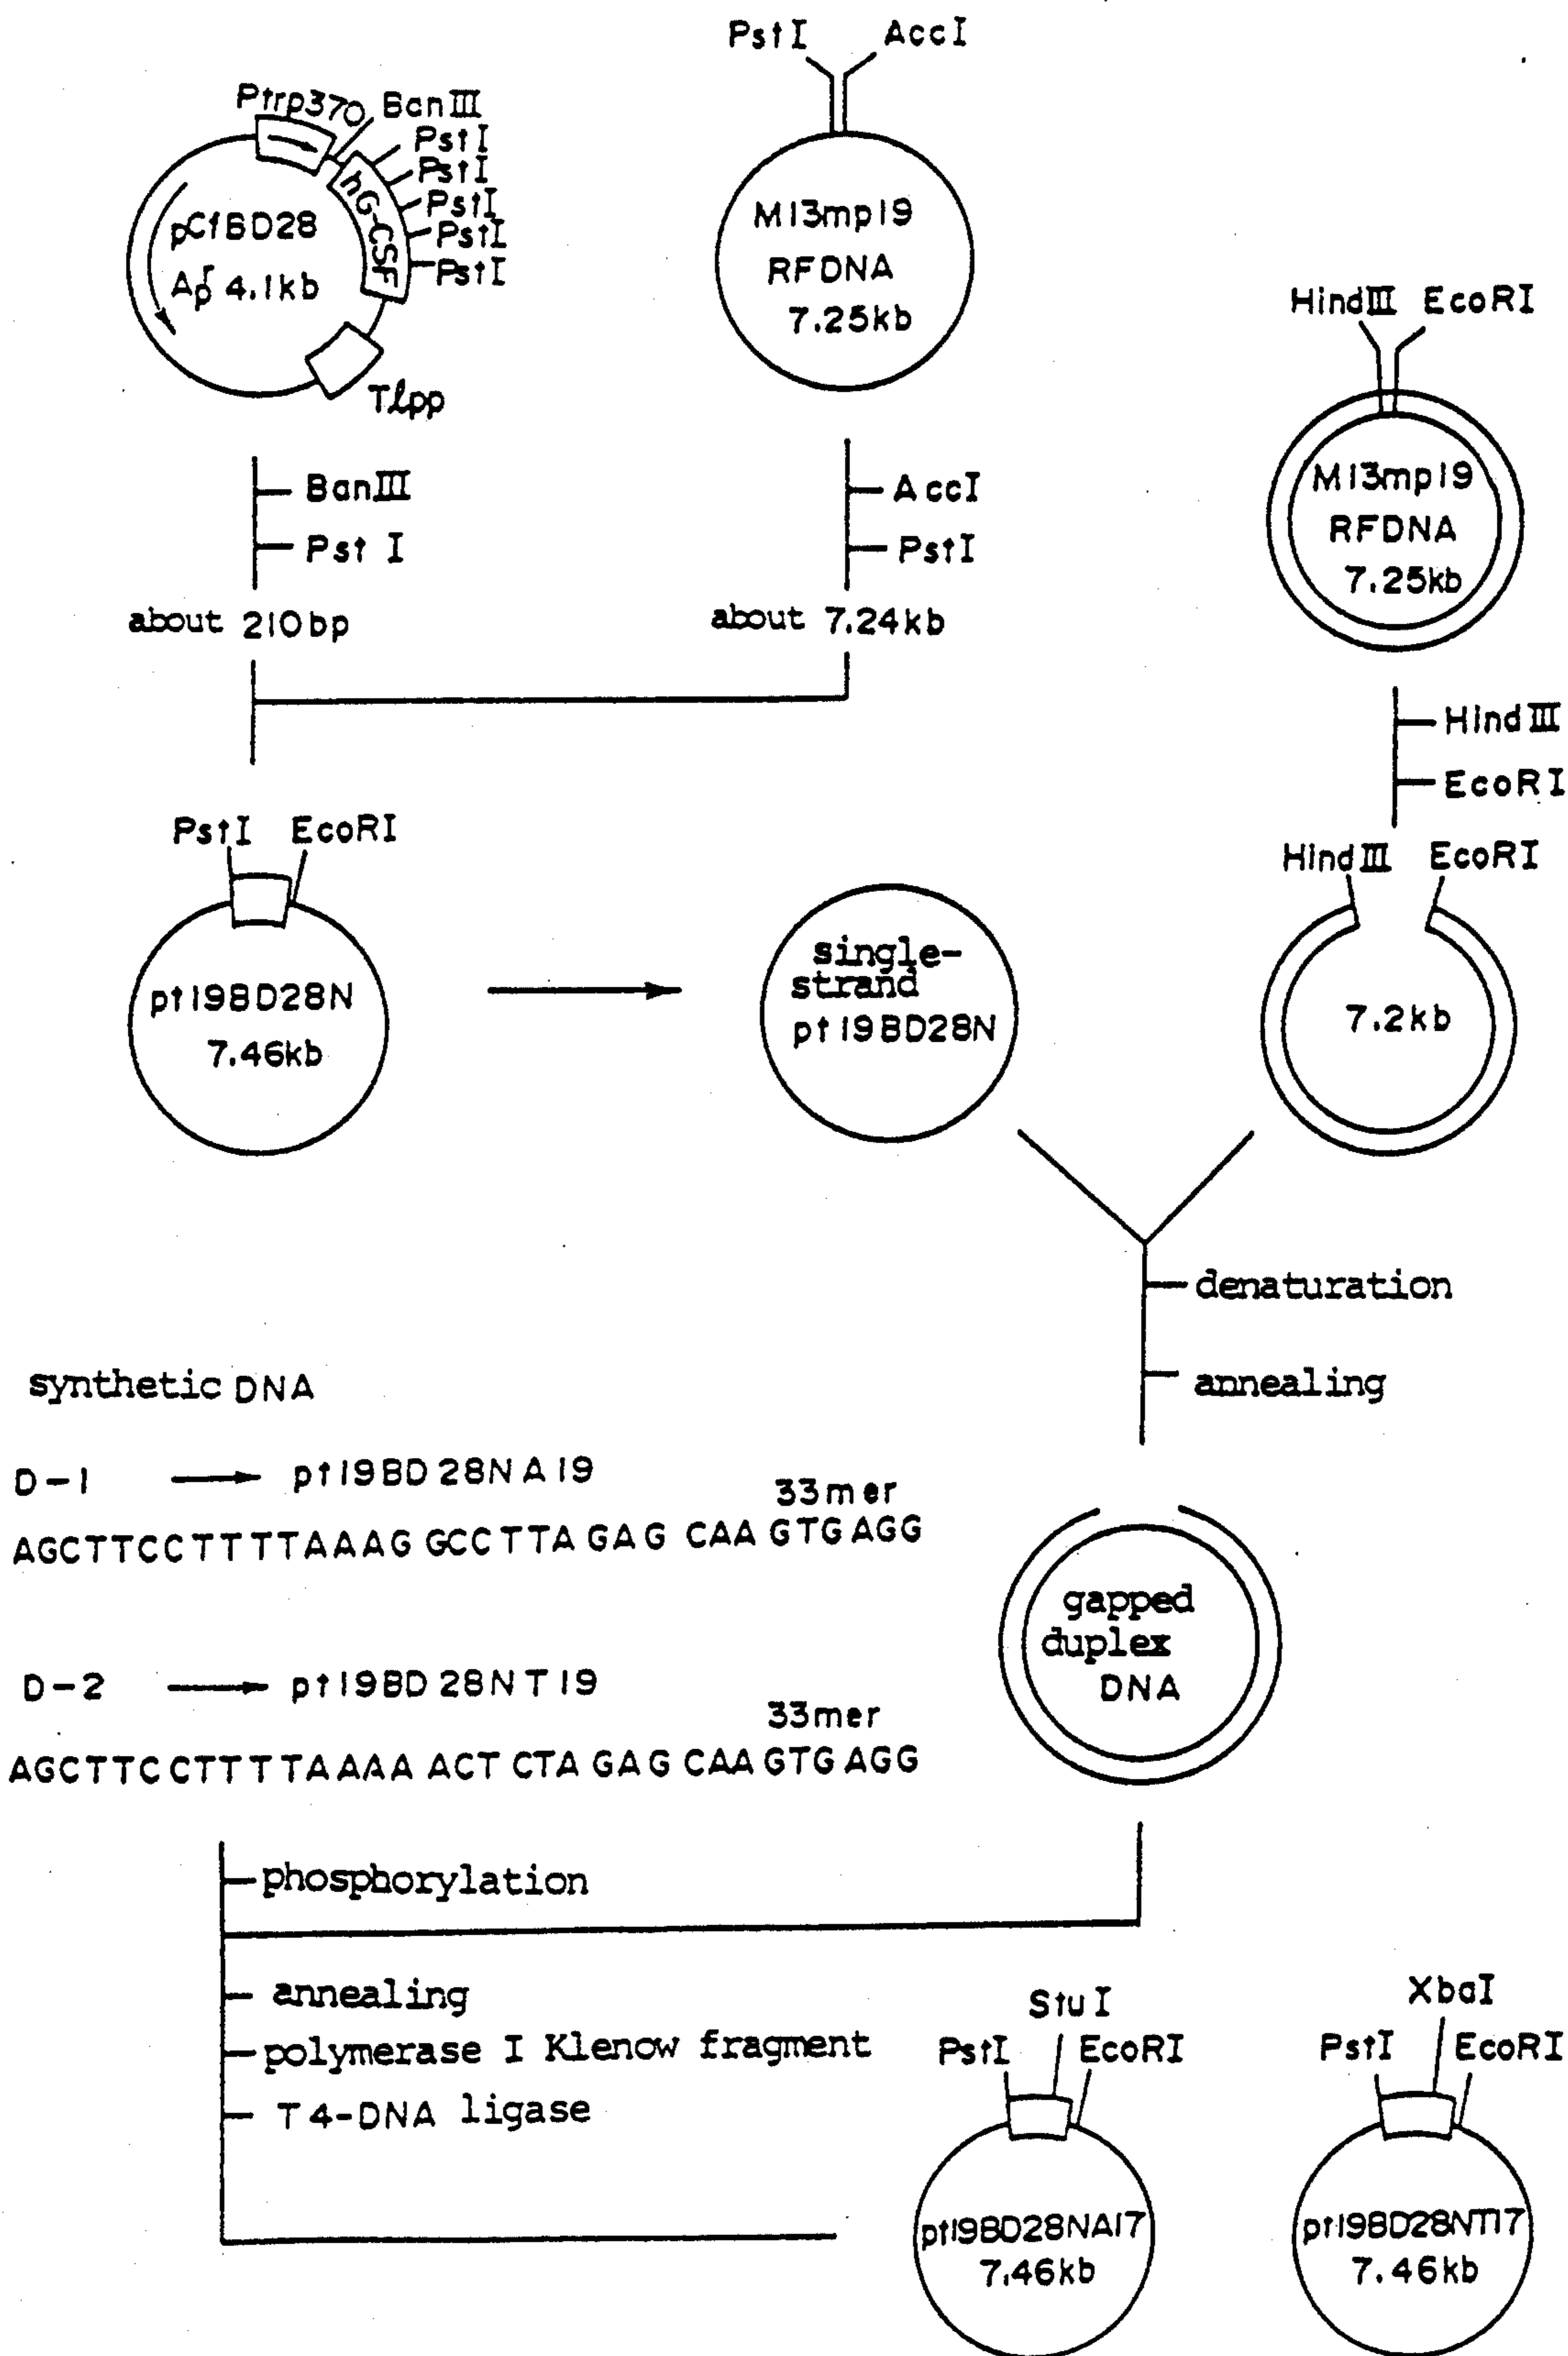 PstI AccI
Ptrp370 BanIII
PstI
PstI
PstI
PstI
PstI
hG-CSF
pCfBD28
Apr 4.1kb
Tlpp
M13mp19
RFDNA
7.25kb
HindIII EcoRI
M13mp19
RFDNA
7.25kb
BanIII
Pst I
about 210bp
AccI
PstI
about 7.24kb
HindIII
EcoRI
PstI EcoRI
pt19BD28N
7.46kb
single-
strand
pt19BD28N
HindIII EcoRI
7.2kb
denaturation
annealing
synthetic DNA
D-1 → pt19BD28NA19
33mer
AGCTTCCTTTTAAAG GCCTTA GAG CAA GTG AGG
D-2 → pt19BD28NT19
33mer
AGCTTCCTTTTAAAA ACT CTA GAG CAA GTG AGG
gapped
duplex
DNA
phosphorylation
annealing
polymerase I Klenow fragment
T4-DNA ligase
StuI
PstI EcoRI
pt19BD28NA17
7.46kb
XbaI
PstI EcoRI
pt19BD28NT17
7.46kb